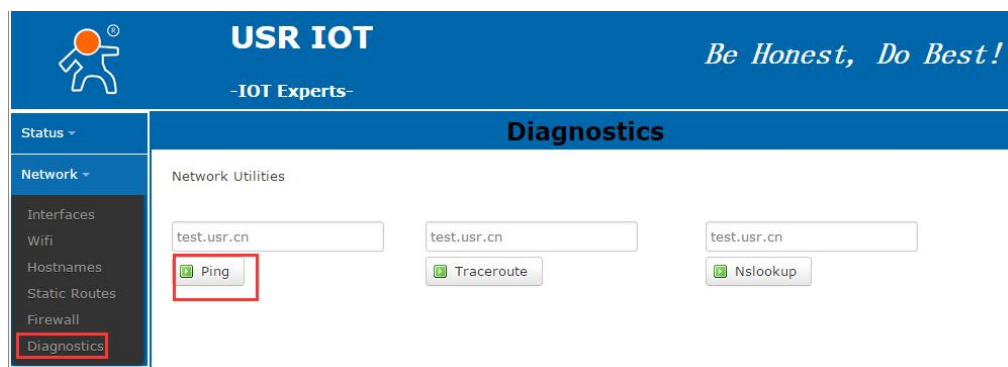 ®
USR IOT
Be Honest, Do Best!
-IOT Experts-
Status
Diagnostics
Network
Network Utilities
Interfaces
Wifi
Hostnames
Static Routes
Firewall
Diagnostics
test.usr.cn test.usr.cn test.usr.cn
Ping Traceroute Nslookup